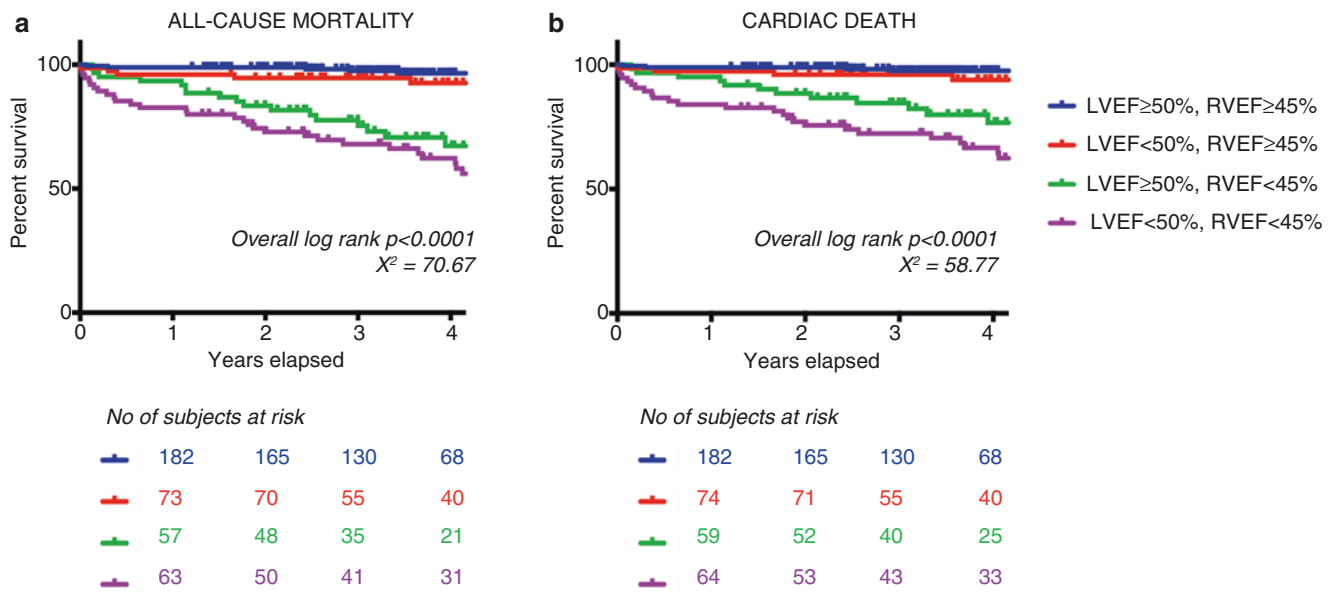 a
ALL-CAUSE MORTALITY
Percent survival
100
50
0
Overall log rank p<0.0001
X² = 70.67
0 1 2 3 4
Years elapsed
No of subjects at risk
182 165 130 68
73 70 55 40
57 48 35 21
63 50 41 31
b
CARDIAC DEATH
Percent survival
100
50
0
Overall log rank p<0.0001
X² = 58.77
0 1 2 3 4
Years elapsed
No of subjects at risk
182 165 130 68
74 71 55 40
59 52 40 25
64 53 43 33
LVEF≥50%, RVEF≥45%
LVEF<50%, RVEF≥45%
LVEF≥50%, RVEF<45%
LVEF<50%, RVEF<45%